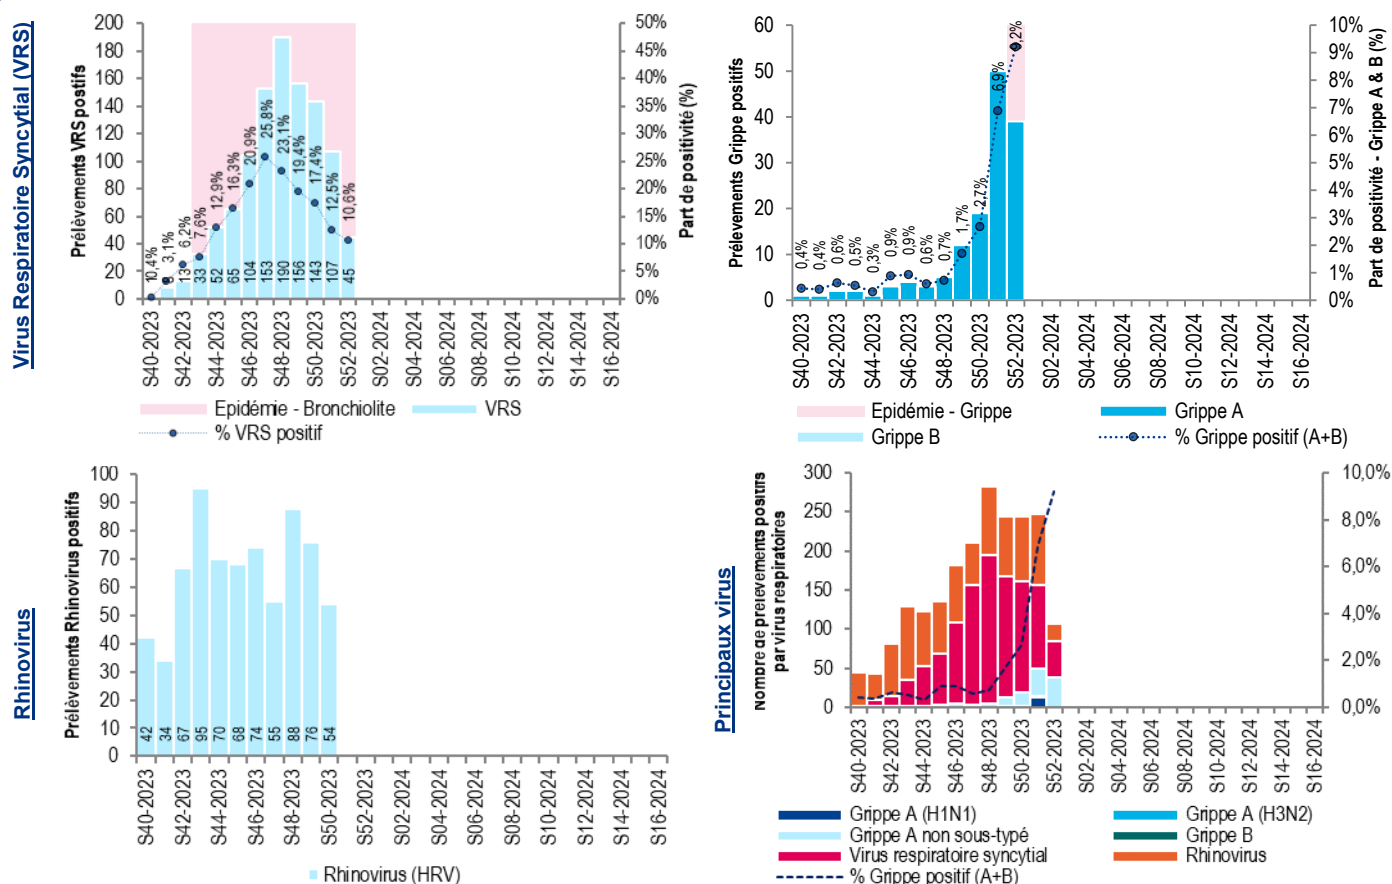 Virus Respiratoire Syncytial (VRS)
Prélèvements VRS postifs
200
180
160
140
120
100
80
60
40
20
0
50%
45%
40%
35%
30%
25%
20%
15%
10%
5%
0%
Part de positivité (%)
0,4%
3,1%
6,2%
7,6%
12,9%
16,3%
20,9%
25,8%
23,1%
19,4%
17,4%
12,5%
10,6%
1
13
33
52
65
104
153
190
156
143
107
45
S40-2023
S42-2023
S44-2023
S46-2023
S48-2023
S50-2023
S52-2023
S02-2024
S04-2024
S06-2024
S08-2024
S10-2024
S12-2024
S14-2024
S16-2024
Epidémie - Bronchiolite
VRS
% VRS positif
Prélevements Grippe positifs
60
50
40
30
20
10
0
10%
9%
8%
7%
6%
5%
4%
3%
2%
1%
0%
Part de positivité - Grippe A & B (%)
0,4%
0,4%
0,6%
0,5%
0,3%
0,9%
0,9%
0,6%
0,7%
1,7%
2,7%
6,9%
,2%
S40-2023
S42-2023
S44-2023
S46-2023
S48-2023
S50-2023
S52-2023
S02-2024
S04-2024
S06-2024
S08-2024
S10-2024
S12-2024
S14-2024
S16-2024
Epidémie - Grippe
Grippe A
Grippe B
% Grippe positif (A+B)
Rhinovirus
Prélèvements Rhinovirus positifs
100
90
80
70
60
50
40
30
20
10
0
42
34
67
95
70
68
74
55
88
76
54
S40-2023
S42-2023
S44-2023
S46-2023
S48-2023
S50-2023
S52-2023
S02-2024
S04-2024
S06-2024
S08-2024
S10-2024
S12-2024
S14-2024
S16-2024
Rhinovirus (HRV)
Principaux virus
Nombre de prélèvements positifs
par virus respiratoires
300
250
200
150
100
50
0
10,0%
8,0%
6,0%
4,0%
2,0%
0,0%
S40-2023
S42-2023
S44-2023
S46-2023
S48-2023
S50-2023
S52-2023
S02-2024
S04-2024
S06-2024
S08-2024
S10-2024
S12-2024
S14-2024
S16-2024
Grippe A (H1N1)
Grippe A (H3N2)
Grippe A non sous-typé
Grippe B
Virus respiratoire syncytial
Rhinovirus
% Grippe positif (A+B)